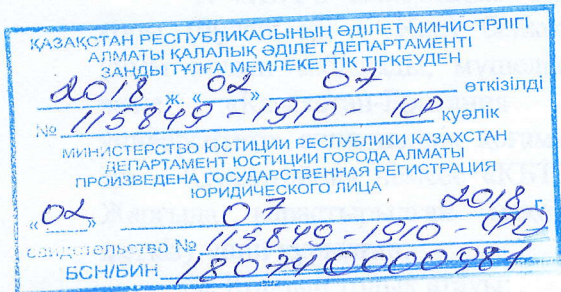 ҚАЗАҚСТАН РЕСПУБЛИКАСЫНЫҢ ӘДІЛЕТ МИНИСТРЛІГІ
АЛМАТЫ ҚАЛАЛЫҚ ӘДІЛЕТ ДЕПАРТАМЕНТІ
ЗАҢДЫ ТҰЛҒА МЕМЛЕКЕТТІК ТІРКЕУДЕН
2018 ж. «02» 07 өткізілді
№ 115849-1910- куәлік
МИНИСТЕРСТВО ЮСТИЦИИ РЕСПУБЛИКИ КАЗАХСТАН
ДЕПАРТАМЕНТ ЮСТИЦИИ ГОРОДА АЛМАТЫ
ПРОИЗВЕДЕНА ГОСУДАРСТВЕННАЯ РЕГИСТРАЦИЯ
ЮРИДИЧЕСКОГО ЛИЦА
«02» 07 2018 г.
свидетельство № 115849-1910-
БСН/БИН 180740000981